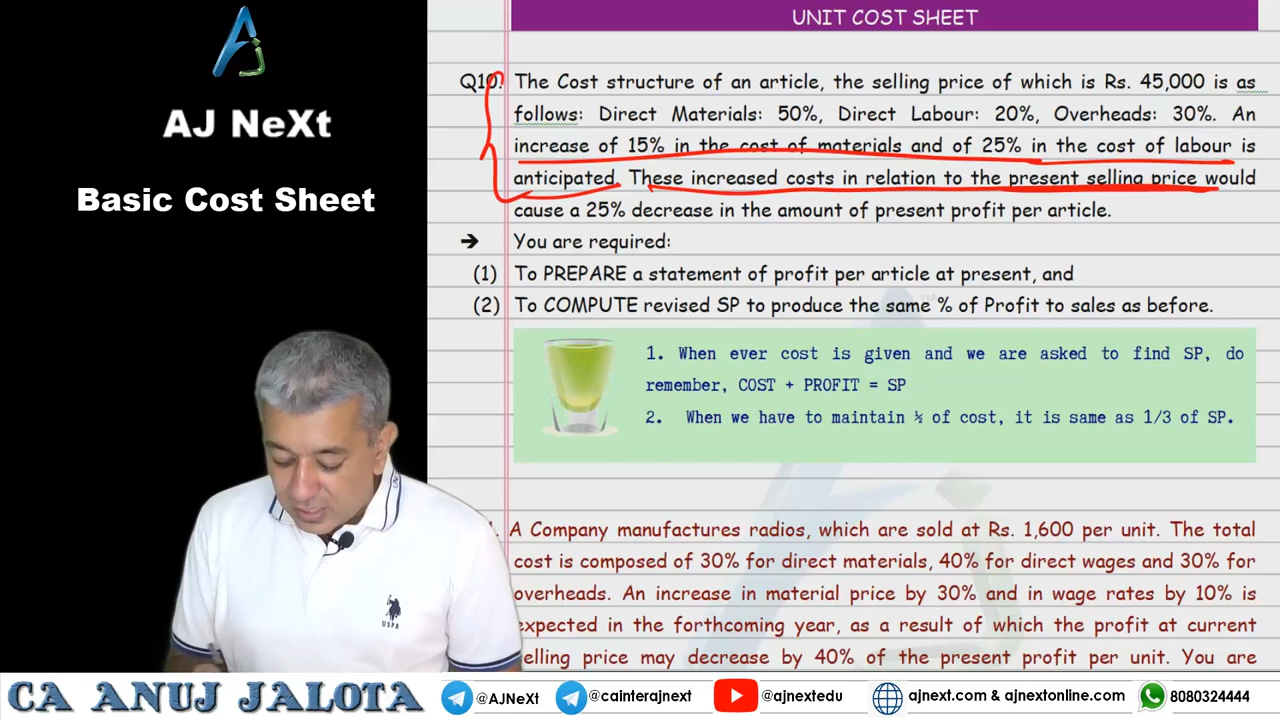 UNIT COST SHEET
AJ NeXt
Basic Cost Sheet
Q10. The Cost structure of an article, the selling price of which is Rs. 45,000 is as
follows: Direct Materials: 50%, Direct Labour: 20%, Overheads: 30%. An
increase of 15% in the cost of materials and of 25% in the cost of labour is
anticipated. These increased costs in relation to the present selling price would
cause a 25% decrease in the amount of present profit per article.
➔ You are required:
(1) To PREPARE a statement of profit per article at present, and
(2) To COMPUTE revised SP to produce the same % of Profit to sales as before.
1. When ever cost is given and we are asked to find SP, do
remember, COST + PROFIT = SP
2. When we have to maintain ½ of cost, it is same as 1/3 of SP.
A Company manufactures radios, which are sold at Rs. 1,600 per unit. The total
cost is composed of 30% for direct materials, 40% for direct wages and 30% for
overheads. An increase in material price by 30% and in wage rates by 10% is
expected in the forthcoming year, as a result of which the profit at current
selling price may decrease by 40% of the present profit per unit. You are
USPA
CA ANUJ JALOTA
@AJNeXt
@cainterajnext
@ajnextedu
ajnext.com & ajnextonline.com
8080324444